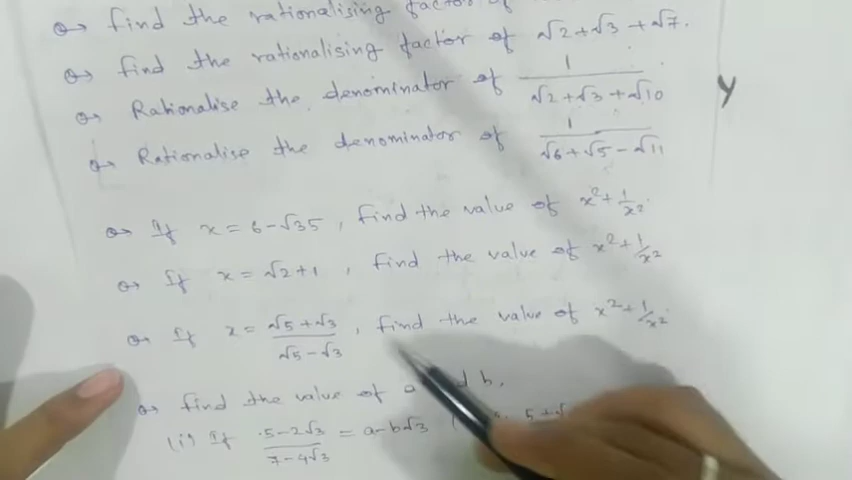 Q→ find the rationalising factor of
Q→ find the rationalising factor of √2+√3+√7.
Q→ Rationalise the denominator of 1/(√2+√3+√10)
Q→ Rationalise the denominator of 1/(√6+√5-√11)
Q→ If x = 6-√35, find the value of x²+1/x².
Q→ If x = √2+1, find the value of x²+1/x²
Q→ If x = (√5+√3)/(√5-√3), find the value of x²+1/x²
Q→ find the value of a b.
(i) If (5-2√3)/(7-4√3) = a-b√3